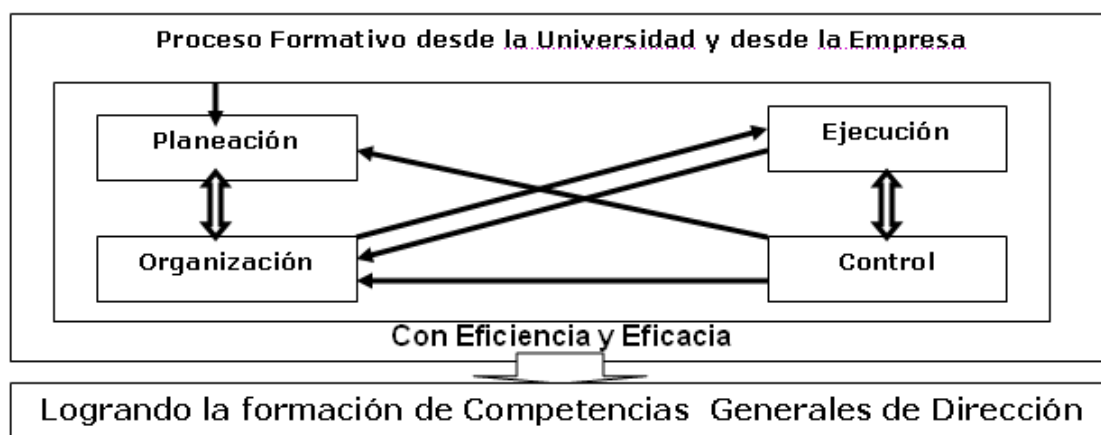 Proceso Formativo desde la Universidad y desde la Empresa
Planeación
Ejecución
Organización
Control
Con Eficiencia y Eficacia
Logrando la formación de Competencias Generales de Dirección